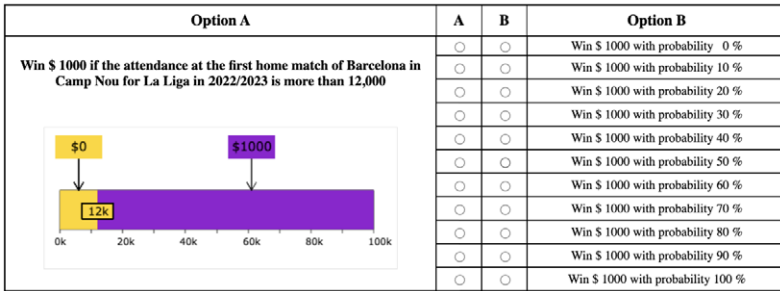 Option A
A
B
Option B
Win $ 1000 if the attendance at the first home match of Barcelona in
Camp Nou for La Liga in 2022/2023 is more than 12,000
$0
$1000
12k
0k
20k
40k
60k
80k
100k
Win $ 1000 with probability 0 %
Win $ 1000 with probability 10 %
Win $ 1000 with probability 20 %
Win $ 1000 with probability 30 %
Win $ 1000 with probability 40 %
Win $ 1000 with probability 50 %
Win $ 1000 with probability 60 %
Win $ 1000 with probability 70 %
Win $ 1000 with probability 80 %
Win $ 1000 with probability 90 %
Win $ 1000 with probability 100 %